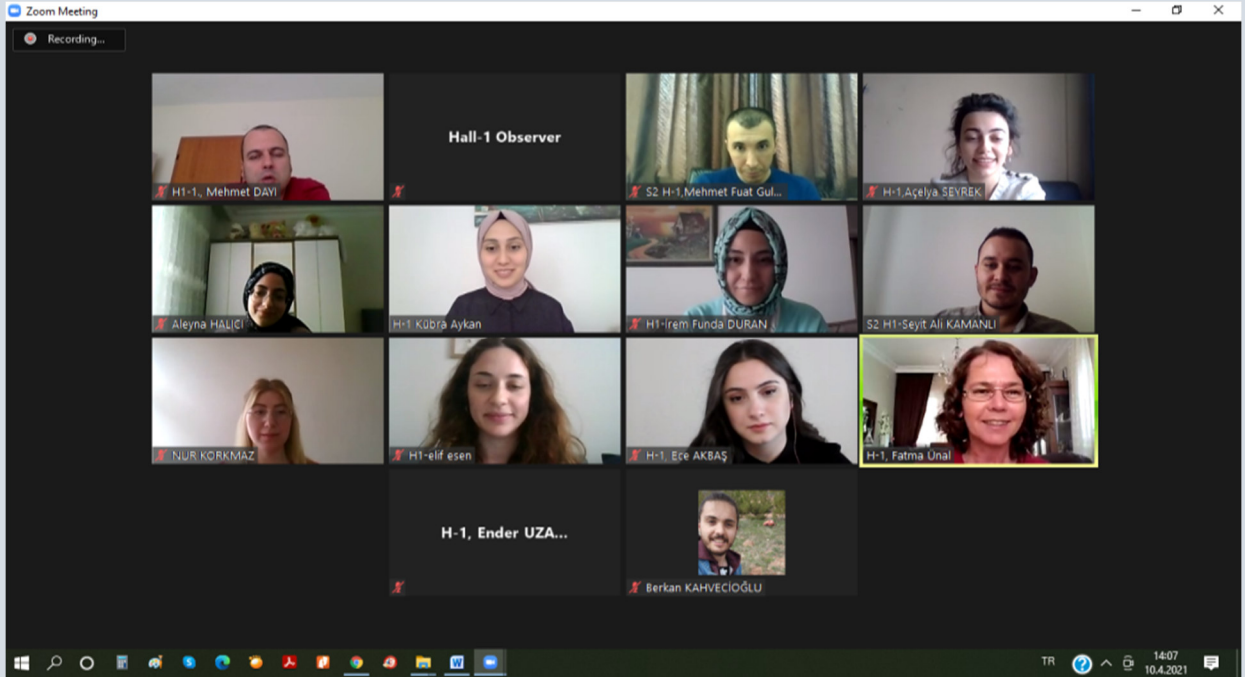 Zoom Meeting
Recording...
H1-1., Mehmet DAYI
Hall-1 Observer
S2 H-1,Mehmet Fuat Gul...
H-1,Açelya SEYREK
Aleyna HALICI
H-1 Kübra Aykan
H1-İrem Funda DURAN
S2 H1-Seyit Ali KAMANLI
NUR KORKMAZ
H1-elif esen
H-1, Ece AKBAŞ
H-1, Fatma Ünal
H-1, Ender UZA...
Berkan KAHVECİOĞLU
TR
14:07
10.4.2021